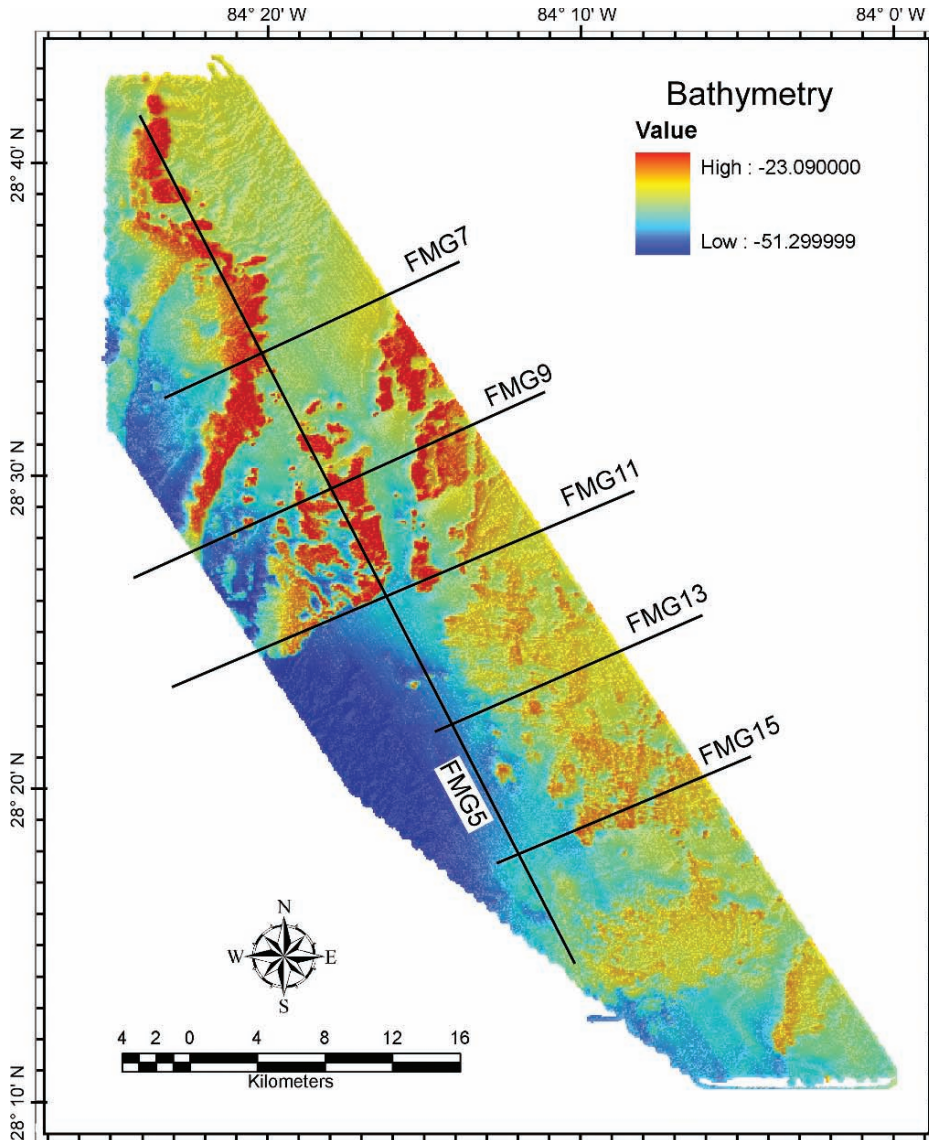 84° 20' W
84° 10' W
84° 0' W
Bathymetry
Value
High : -23.090000
Low : -51.299999
28° 40' N
FMG7
FMG9
28° 30' N
FMG11
FMG13
FMG15
28° 20' N
FMG5
N
W
E
S
4 2 0 4 8 12 16
Kilometers
28° 10' N